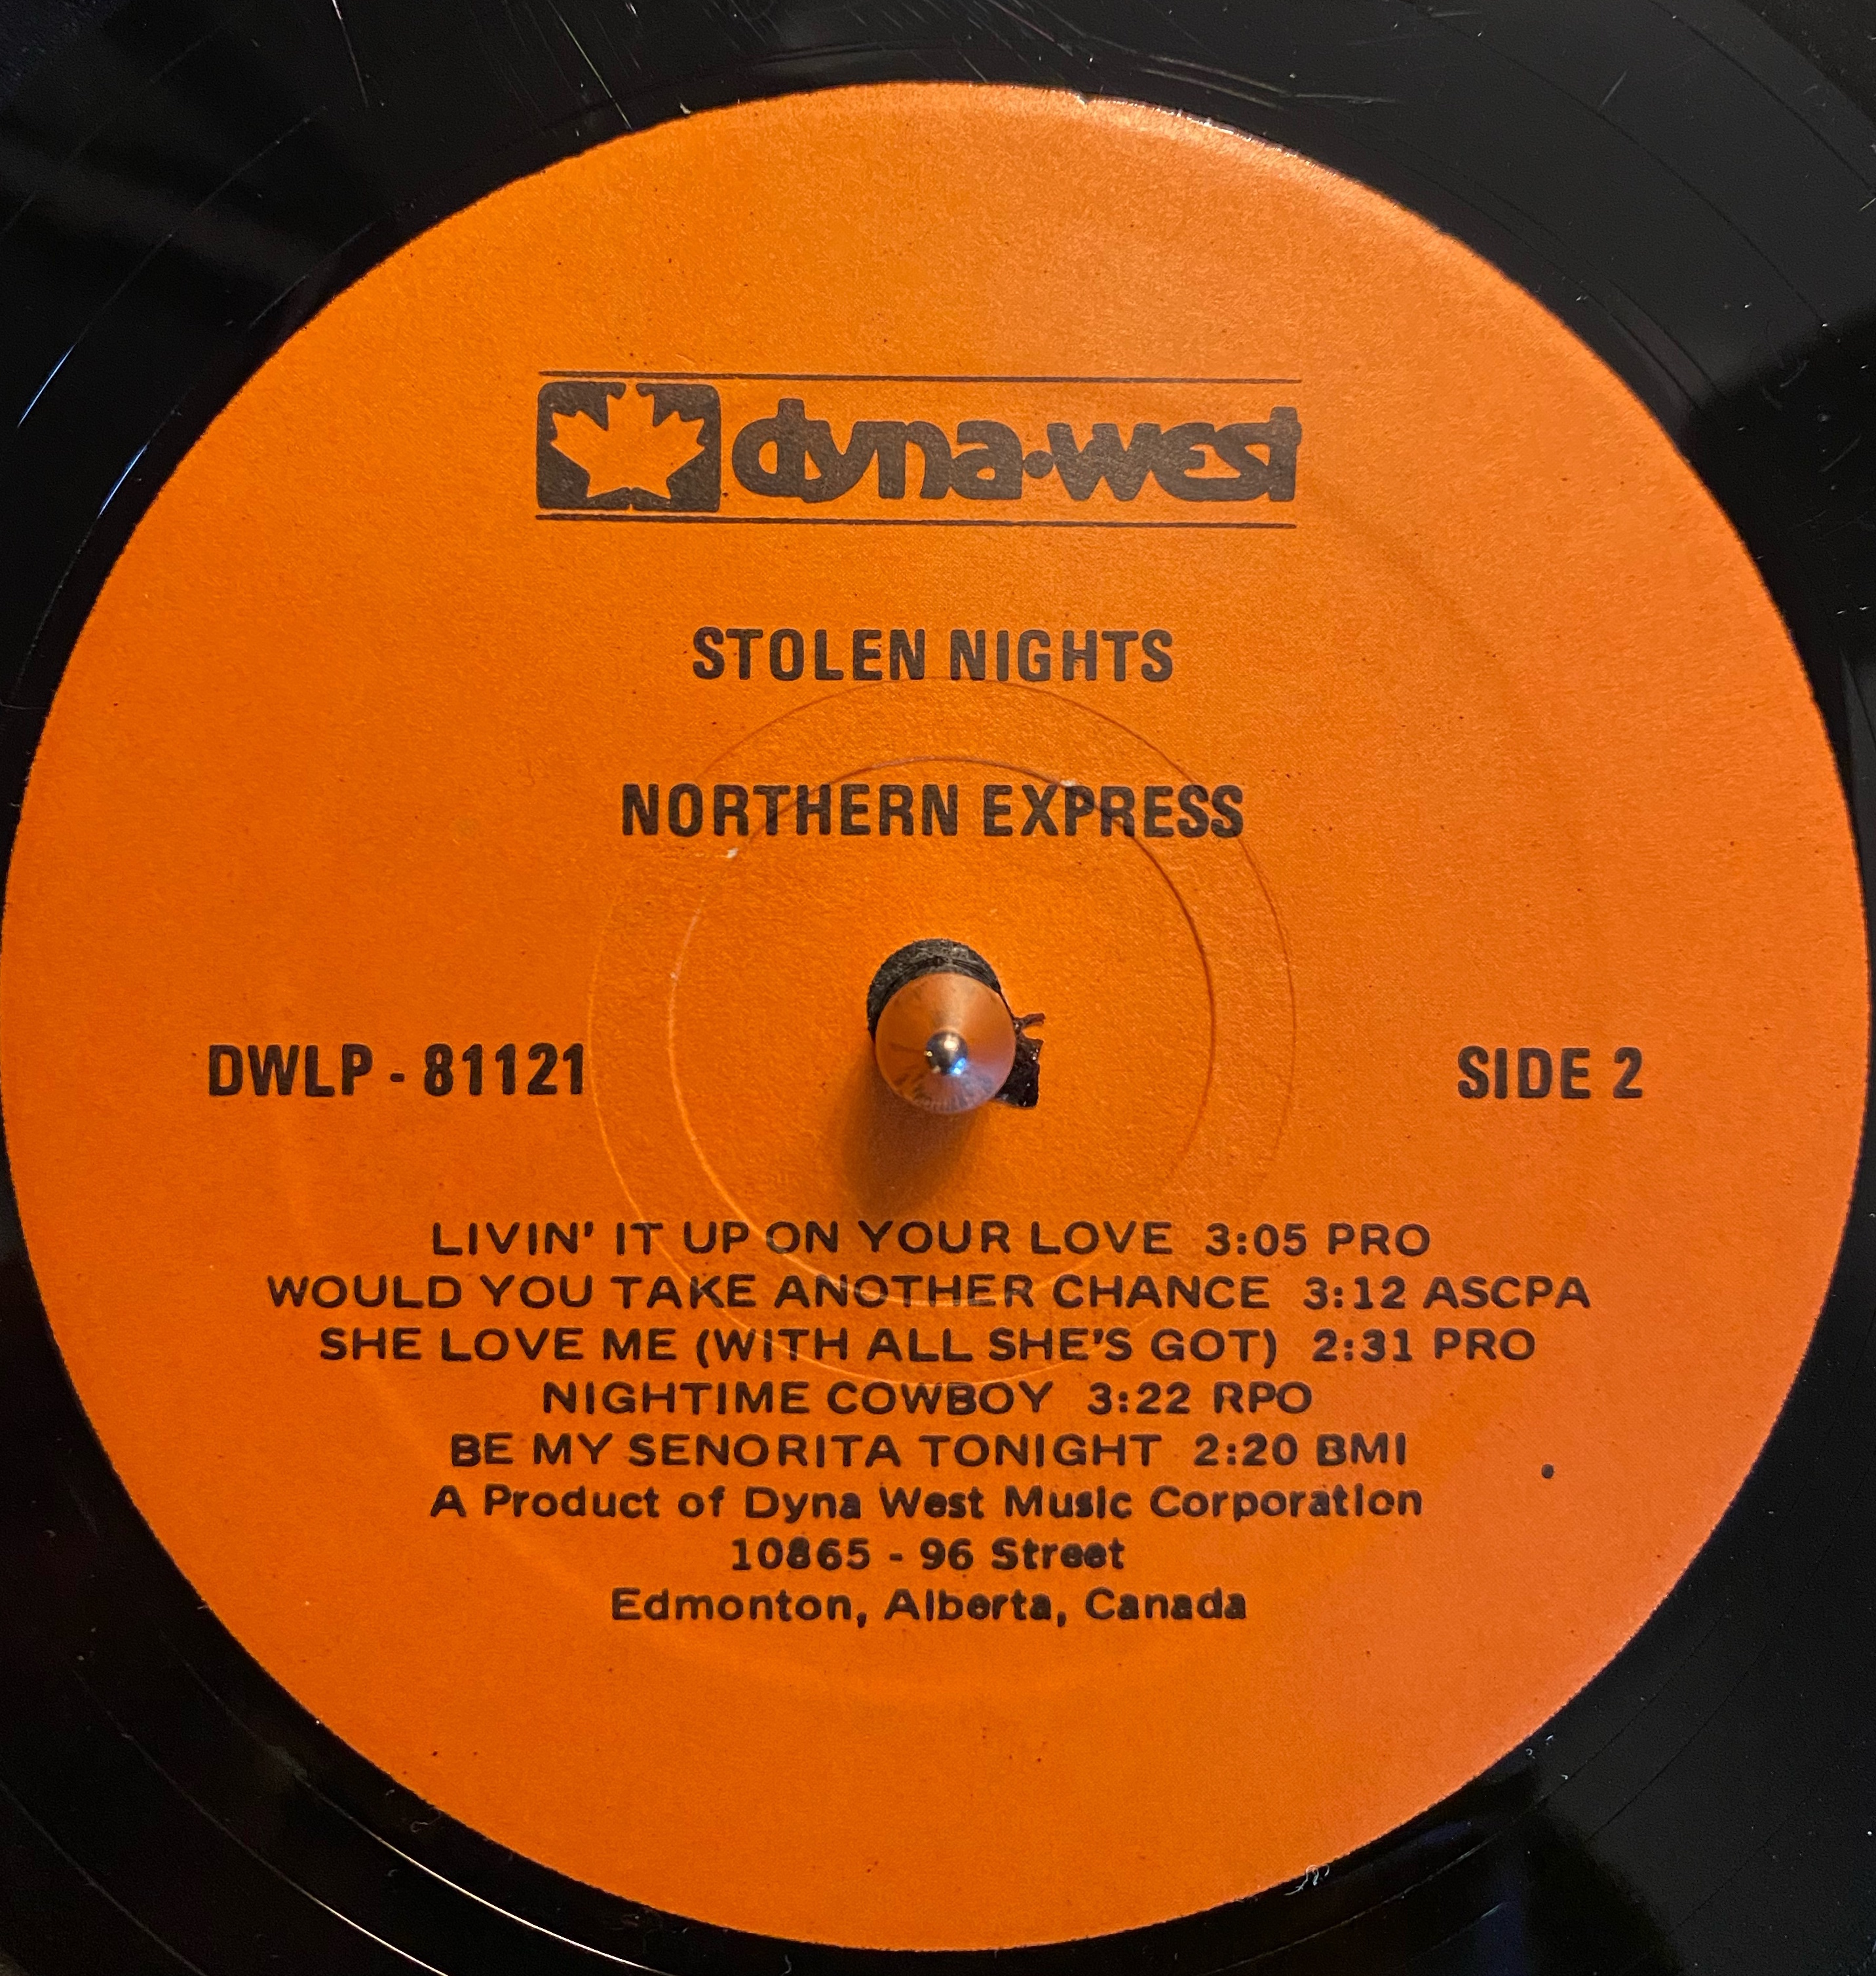 dyna·west
STOLEN NIGHTS
NORTHERN EXPRESS
DWLP - 81121
SIDE 2
LIVIN' IT UP ON YOUR LOVE 3:05 PRO
WOULD YOU TAKE ANOTHER CHANCE 3:12 ASCPA
SHE LOVE ME (WITH ALL SHE'S GOT) 2:31 PRO
NIGHTIME COWBOY 3:22 RPO
BE MY SENORITA TONIGHT 2:20 BMI
A Product of Dyna West Music Corporation
10865 - 96 Street
Edmonton, Alberta, Canada